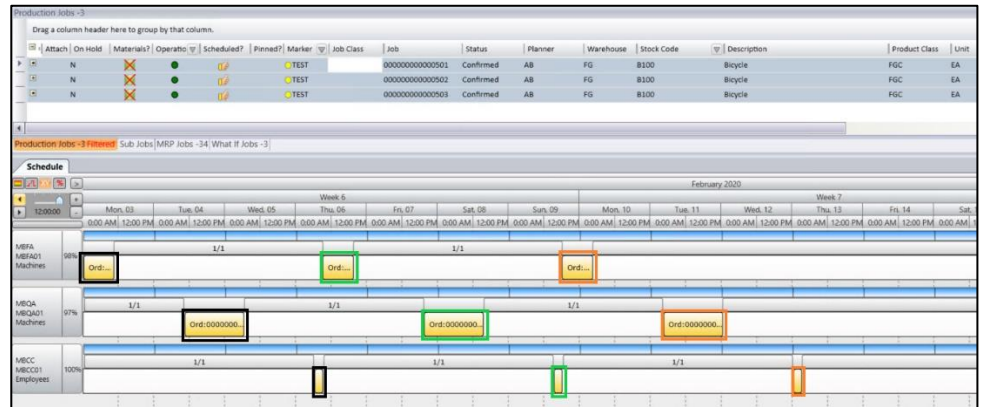 Production Jobs -3
Drag a column header here to group by that column.
Attach On Hold Materials? Operatio Scheduled? Pinned? Marker Job Class Job Status Planner Warehouse Stock Code Description Product Class Unit
N TEST 000000000000501 Confirmed AB FG B100 Bicycle FGC EA
N TEST 000000000000502 Confirmed AB FG B100 Bicycle FGC EA
N TEST 000000000000503 Confirmed AB FG B100 Bicycle FGC EA
Production Jobs -3 Filtered Sub Jobs MRP Jobs -34 What If Jobs -3
Schedule
February 2020
Week 6 Week 7
12:00:00 Mon, 03 Tue, 04 Wed, 05 Thu, 06 Fri, 07 Sat, 08 Sun, 09 Mon, 10 Tue, 11 Wed, 12 Thu, 13 Fri, 14 Sat,
0:00 AM 12:00 PM 0:00 AM 12:00 PM 0:00 AM 12:00 PM 0:00 AM 12:00 PM 0:00 AM 12:00 PM 0:00 AM 12:00 PM 0:00 AM 12:00 PM 0:00 AM 12:00 PM 0:00 AM 12:00 PM 0:00 AM 12:00 PM 0:00 AM 12:00 PM 0:00 AM 12:00 PM 0:00 AM
MBFA
MBFA01
Machines
98%
1/1 1/1
Ord:... Ord:... Ord:...
MBQA
MBQA01
Machines
97%
1/1 1/1 1/1
Ord:0000000... Ord:0000000... Ord:0000000...
MBCC
MBCC01
Employees
100%
1/1 1/1 1/1